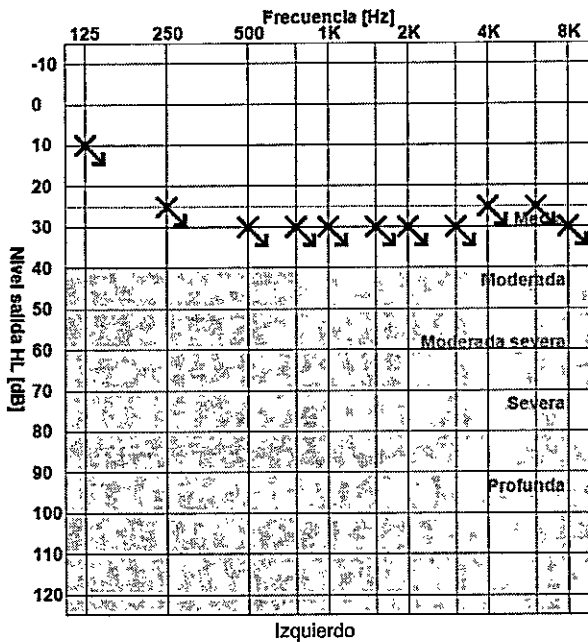 Frecuencia [Hz]
125 250 500 1K 2K 4K 8K
Nivel salida HL [dB]
-10
0
10
20
30
40
Moderada
50
60
Moderada severa
70
Severa
80
90
Profunda
100
110
120
Izquierdo